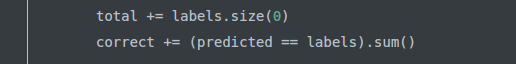 total += labels.size(0)
correct += (predicted == labels).sum()